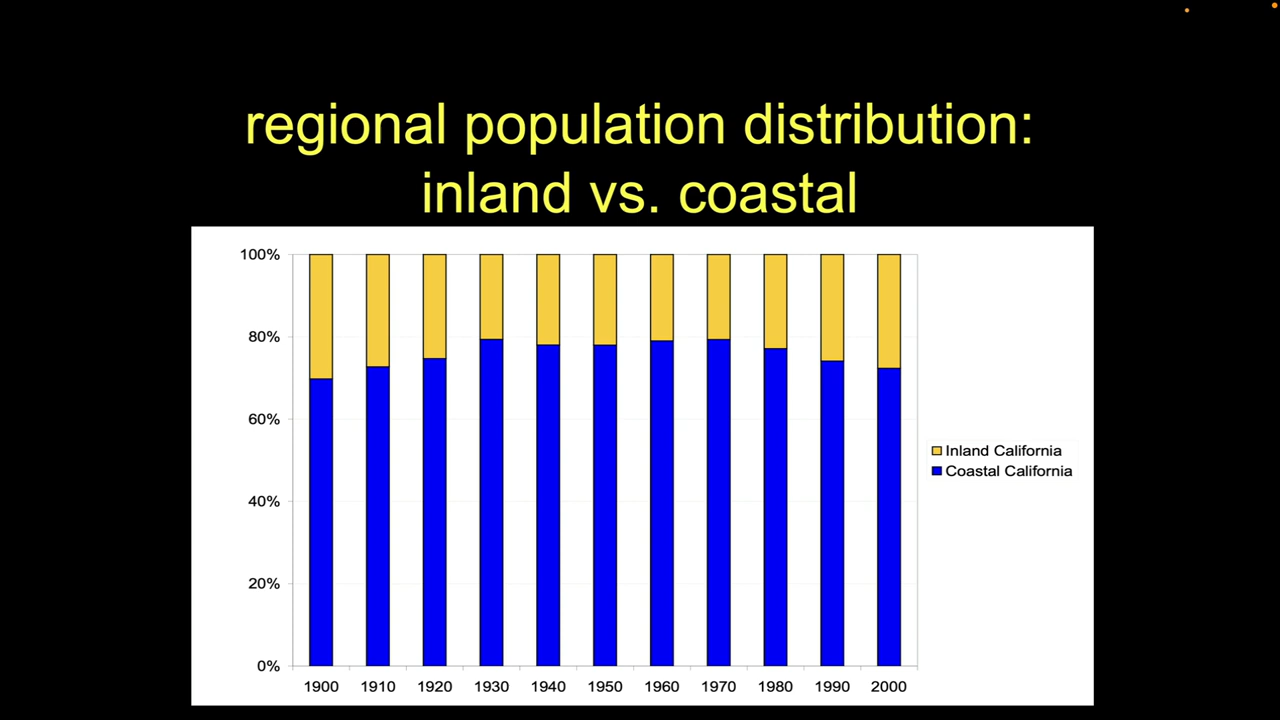 regional population distribution:
inland vs. coastal
100%
80%
60%
40%
20%
0%
1900 1910 1920 1930 1940 1950 1960 1970 1980 1990 2000
Inland California
Coastal California